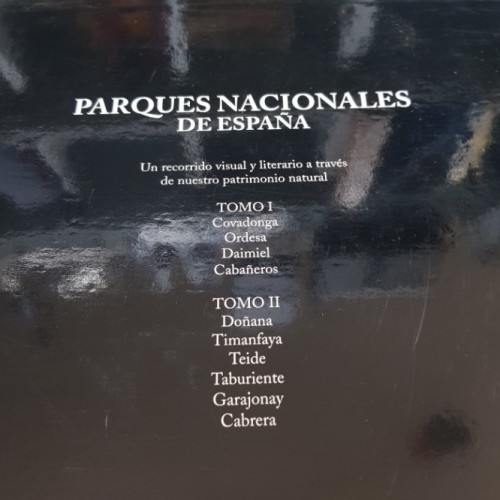 PARQUES NACIONALES
DE ESPAÑA
Un recorrido visual y literario a través
de nuestro patrimonio natural
TOMO I
Covadonga
Ordesa
Daimiel
Cabañeros
TOMO II
Doñana
Timanfaya
Teide
Taburiente
Garajonay
Cabrera